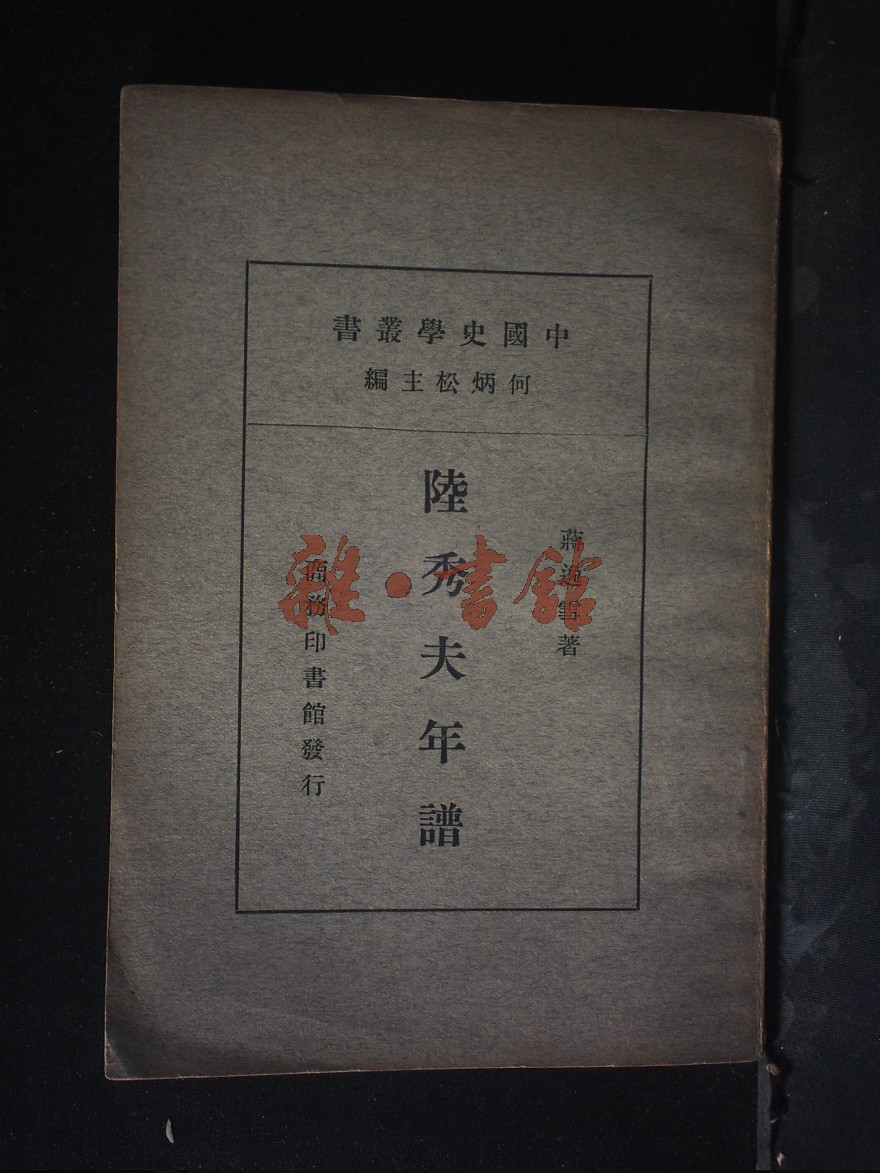 中國史學叢書
何炳松主編
蔣逸雪著
陸秀夫年譜
商務印書館發行
雜·書館